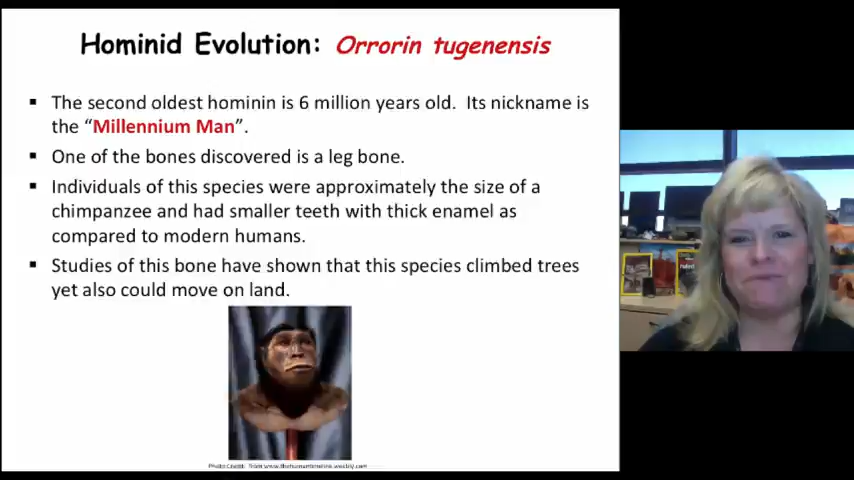 Hominid Evolution: Orrorin tugenensis
▪ The second oldest hominin is 6 million years old. Its nickname is
the “Millennium Man”.
▪ One of the bones discovered is a leg bone.
▪ Individuals of this species were approximately the size of a
chimpanzee and had smaller teeth with thick enamel as
compared to modern humans.
▪ Studies of this bone have shown that this species climbed trees
yet also could move on land.